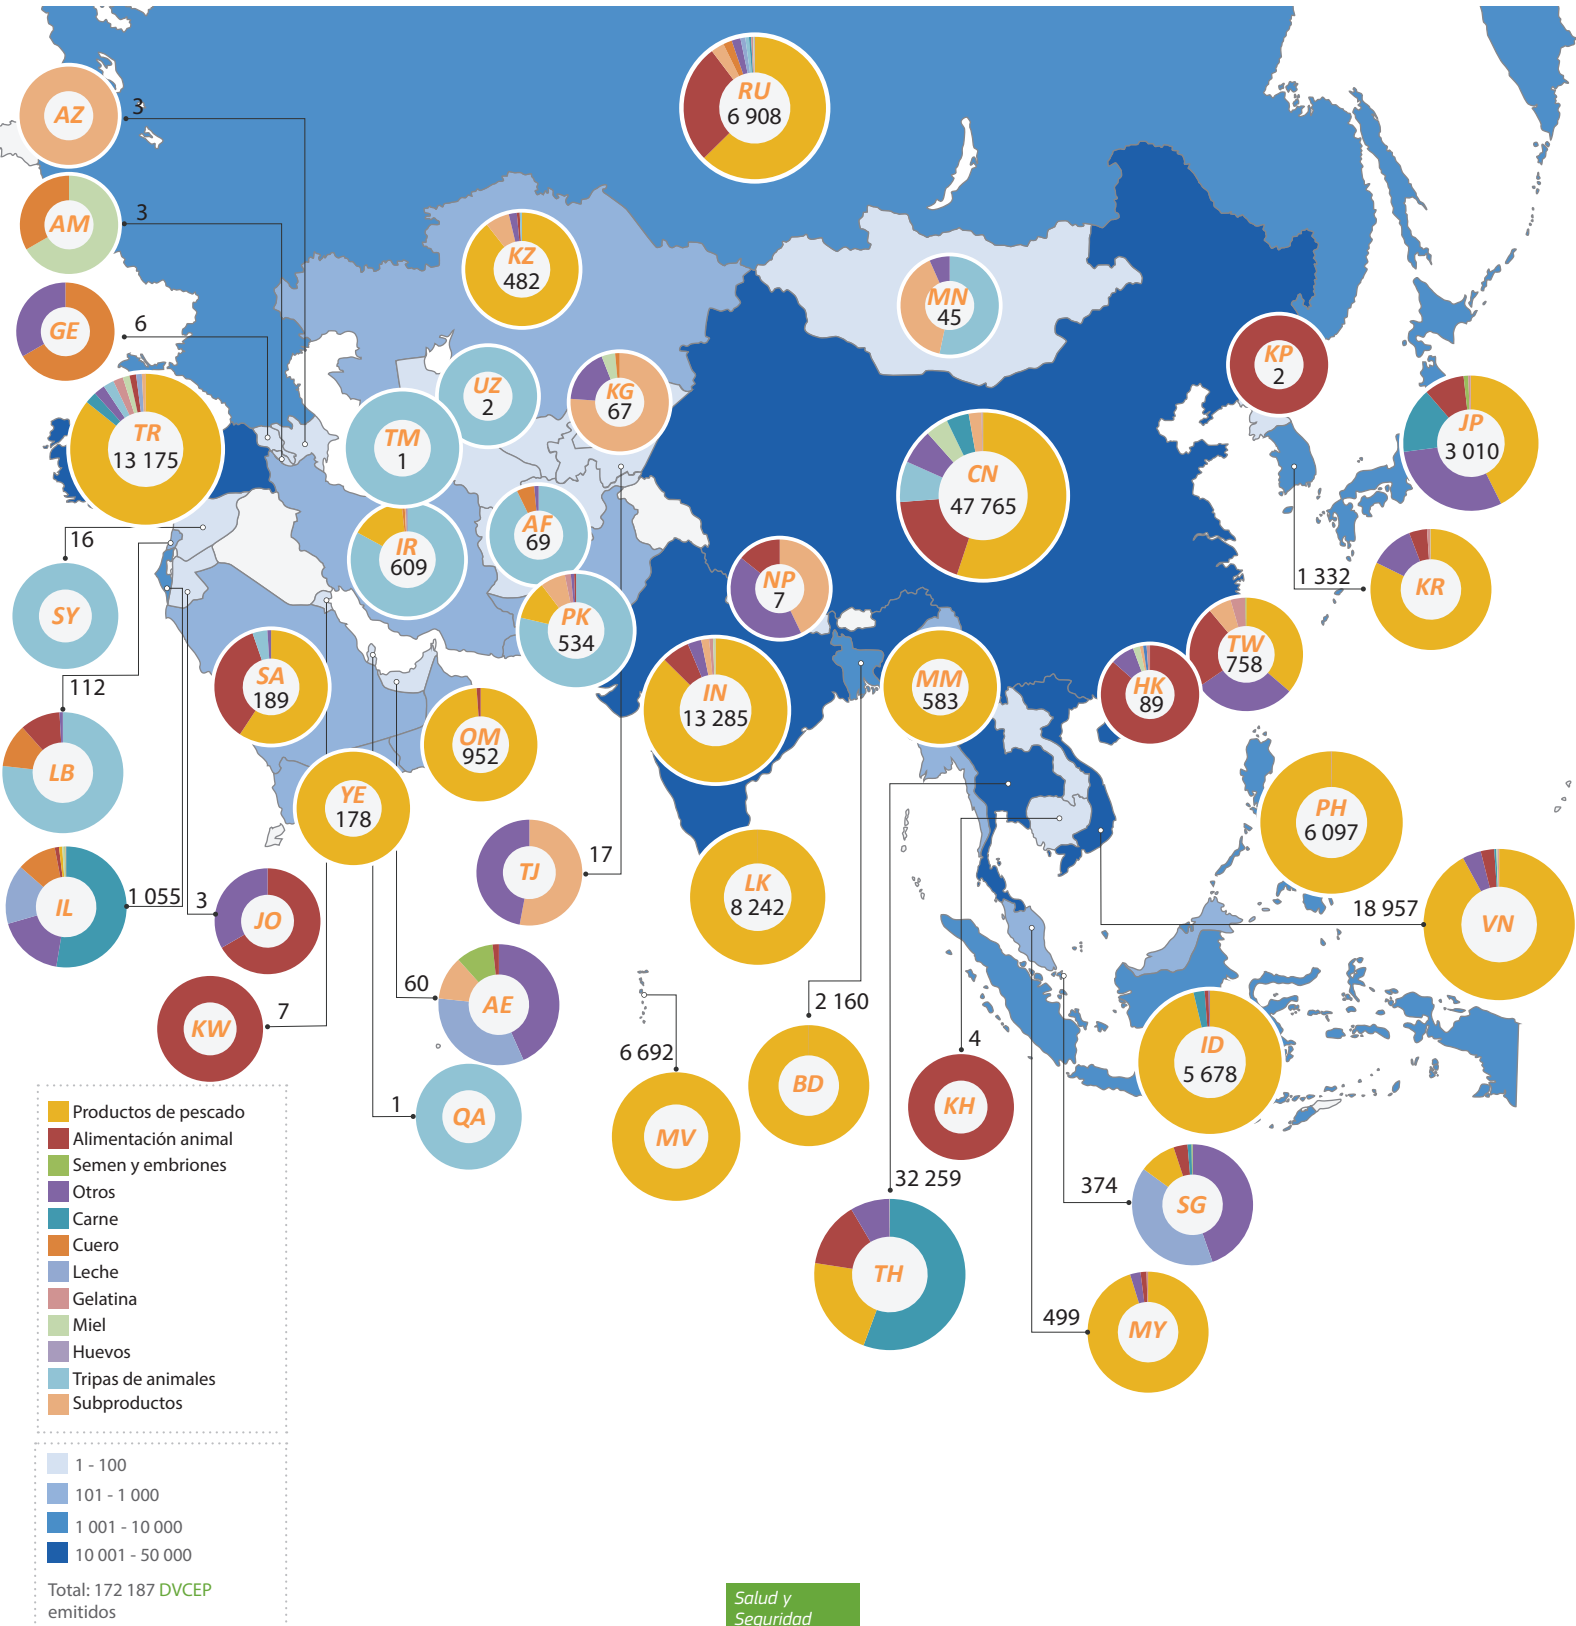 RU
6 908
AZ
3
AM
3
GE
6
KZ
482
MN
45
KP
2
UZ
2
KG
67
JP
3 010
TR
13 175
TM
1
CN
47 765
AF
69
IR
609
16
NP
7
1 332
KR
SY
PK
534
TW
758
HK
89
SA
189
112
IN
13 285
MM
583
OM
952
LB
YE
178
PH
6 097
TJ
17
LK
8 242
IL
1 055
3
JO
18 957
VN
60
AE
2 160
KW
7
6 692
4
ID
5 678
BD
KH
1
QA
MV
32 259
374
SG
TH
499
MY
Productos de pescado
Alimentación animal
Semen y embriones
Otros
Carne
Cuero
Leche
Gelatina
Miel
Huevos
Tripas de animales
Subproductos
1 - 100
101 - 1 000
1 001 - 10 000
10 001 - 50 000
Total: 172 187 DVCEP
emitidos
Salud y
Seguridad